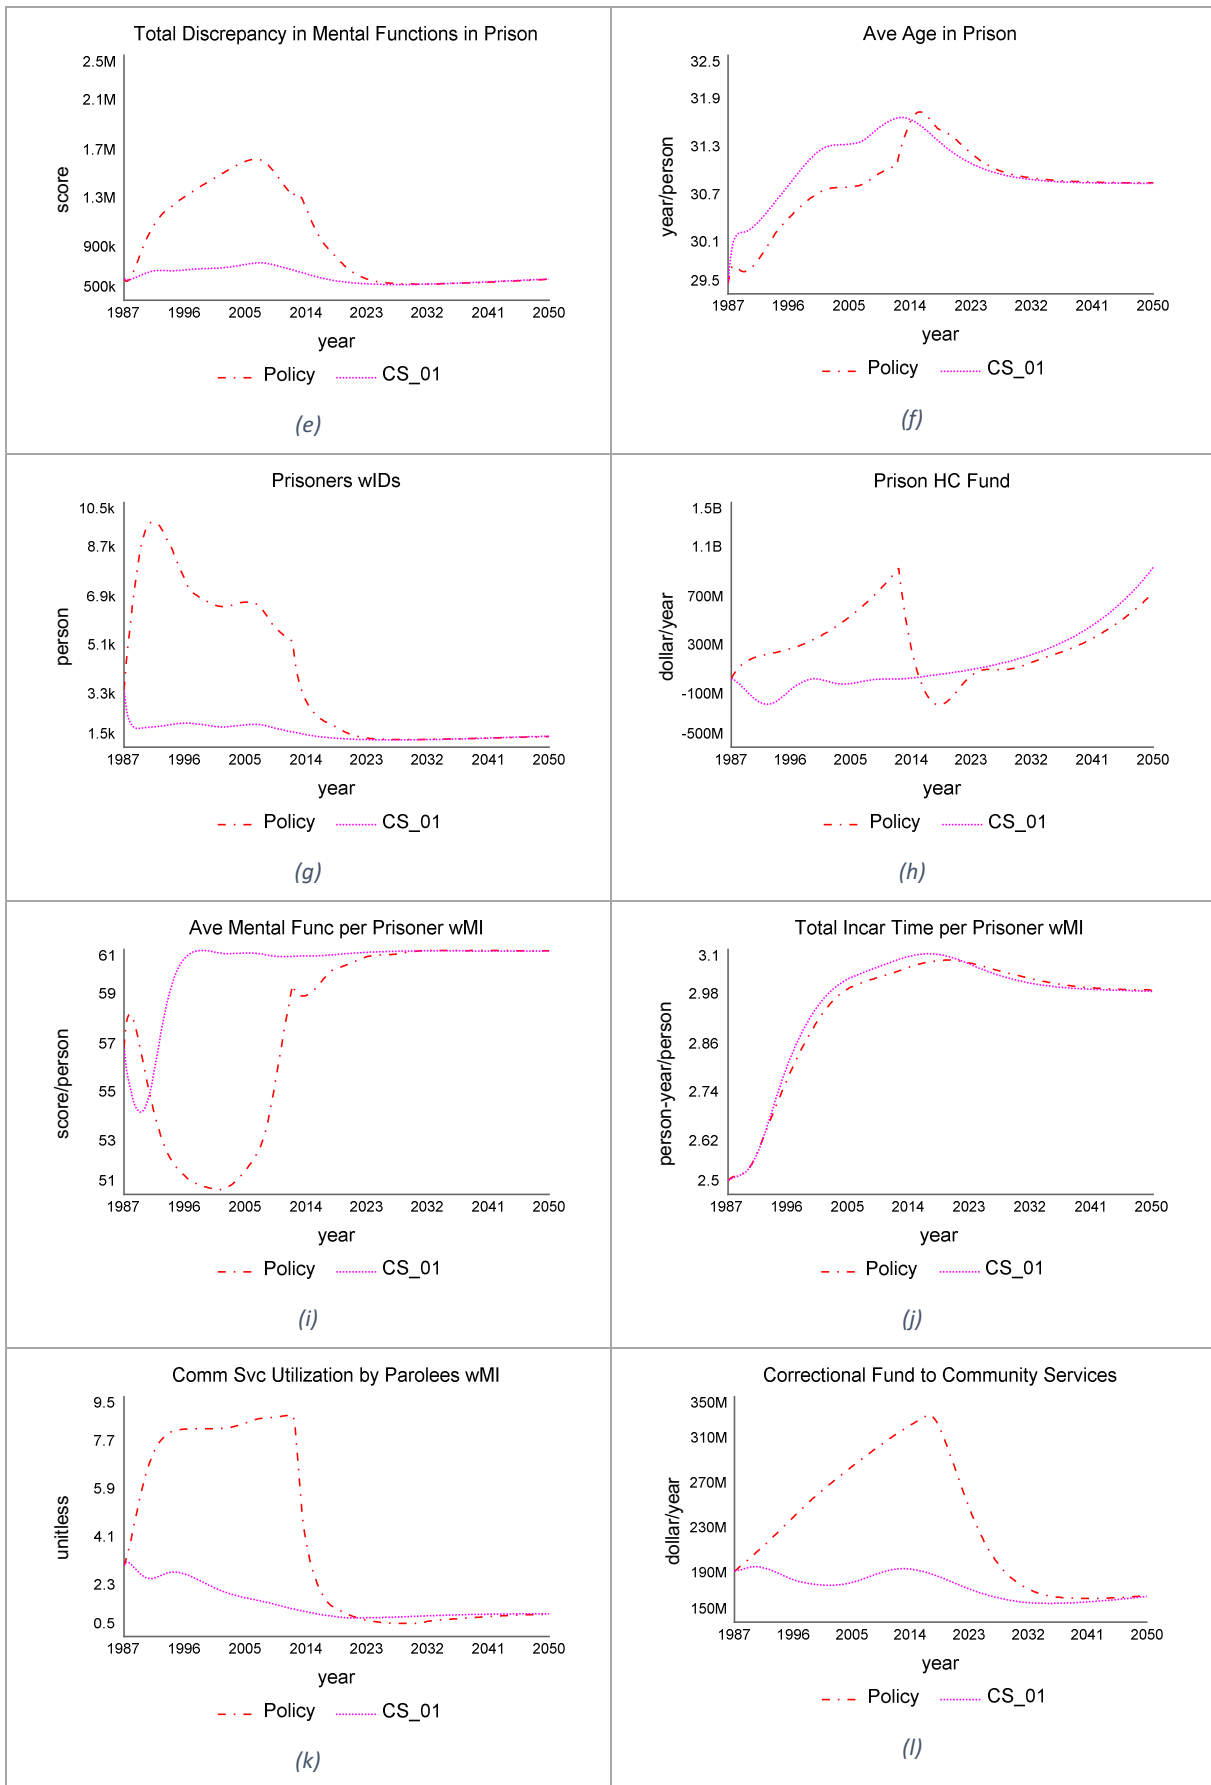 Total Discrepancy in Mental Functions in Prison
2.5M
2.1M
1.7M
1.3M
900k
500k
score
1987 1996 2005 2014 2023 2032 2041 2050
year
Policy CS_01
(e)
Ave Age in Prison
32.5
31.9
31.3
30.7
30.1
29.5
year/person
1987 1996 2005 2014 2023 2032 2041 2050
year
Policy CS_01
(f)
Prisoners wIDs
10.5k
8.7k
6.9k
5.1k
3.3k
1.5k
person
1987 1996 2005 2014 2023 2032 2041 2050
year
Policy CS_01
(g)
Prison HC Fund
1.5B
1.1B
700M
300M
-100M
-500M
dollar/year
1987 1996 2005 2014 2023 2032 2041 2050
year
Policy CS_01
(h)
Ave Mental Func per Prisoner wMI
61
59
57
55
53
51
score/person
1987 1996 2005 2014 2023 2032 2041 2050
year
Policy CS_01
(i)
Total Incar Time per Prisoner wMI
3.1
2.98
2.86
2.74
2.62
2.5
person-year/person
1987 1996 2005 2014 2023 2032 2041 2050
year
Policy CS_01
(j)
Comm Svc Utilization by Parolees wMI
9.5
7.7
5.9
4.1
2.3
0.5
unitless
1987 1996 2005 2014 2023 2032 2041 2050
year
Policy CS_01
(k)
Correctional Fund to Community Services
350M
310M
270M
230M
190M
150M
dollar/year
1987 1996 2005 2014 2023 2032 2041 2050
year
Policy CS_01
(l)